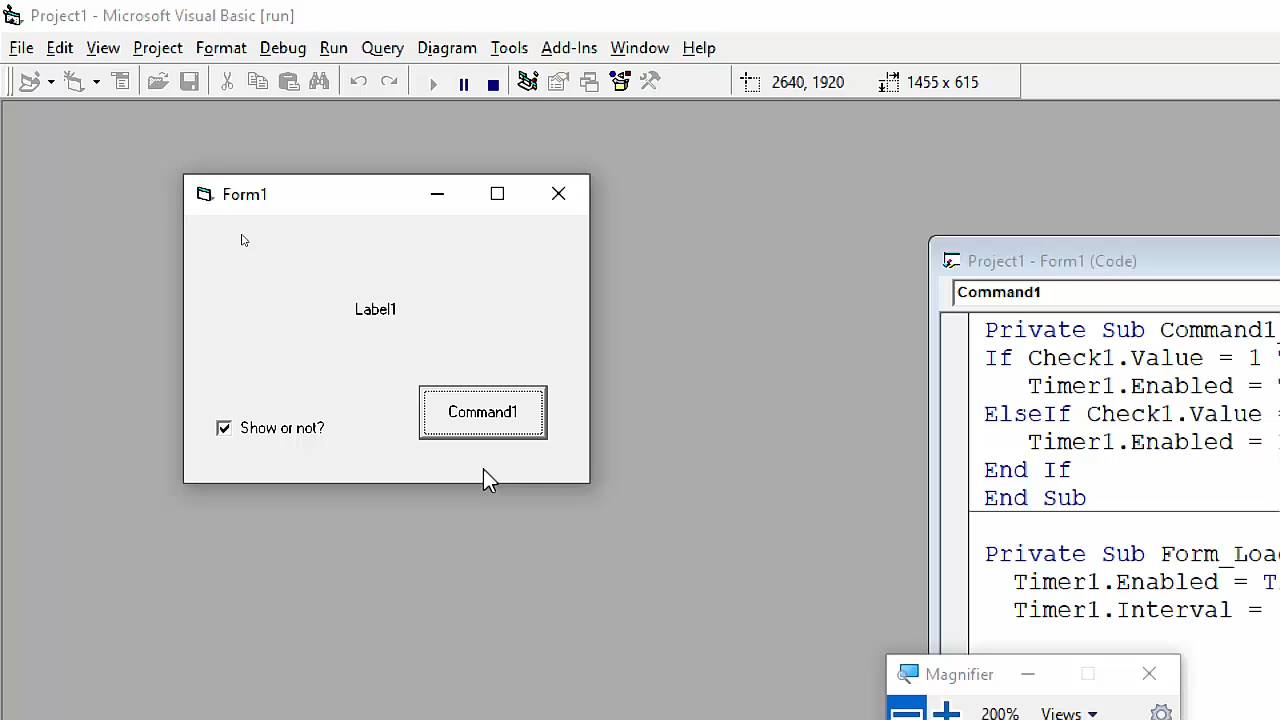 Project1 - Microsoft Visual Basic [run]
File Edit View Project Format Debug Run Query Diagram Tools Add-Ins Window Help
2640, 1920 1455 x 615
Form1
Label1
Show or not?
Command1
Project1 - Form1 (Code)
Command1
Private Sub Command1_
If Check1.Value = 1
Timer1.Enabled =
ElseIf Check1.Value =
Timer1.Enabled =
End If
End Sub
Private Sub Form_Loa
Timer1.Enabled = T
Timer1.Interval =
Magnifier
200% Views